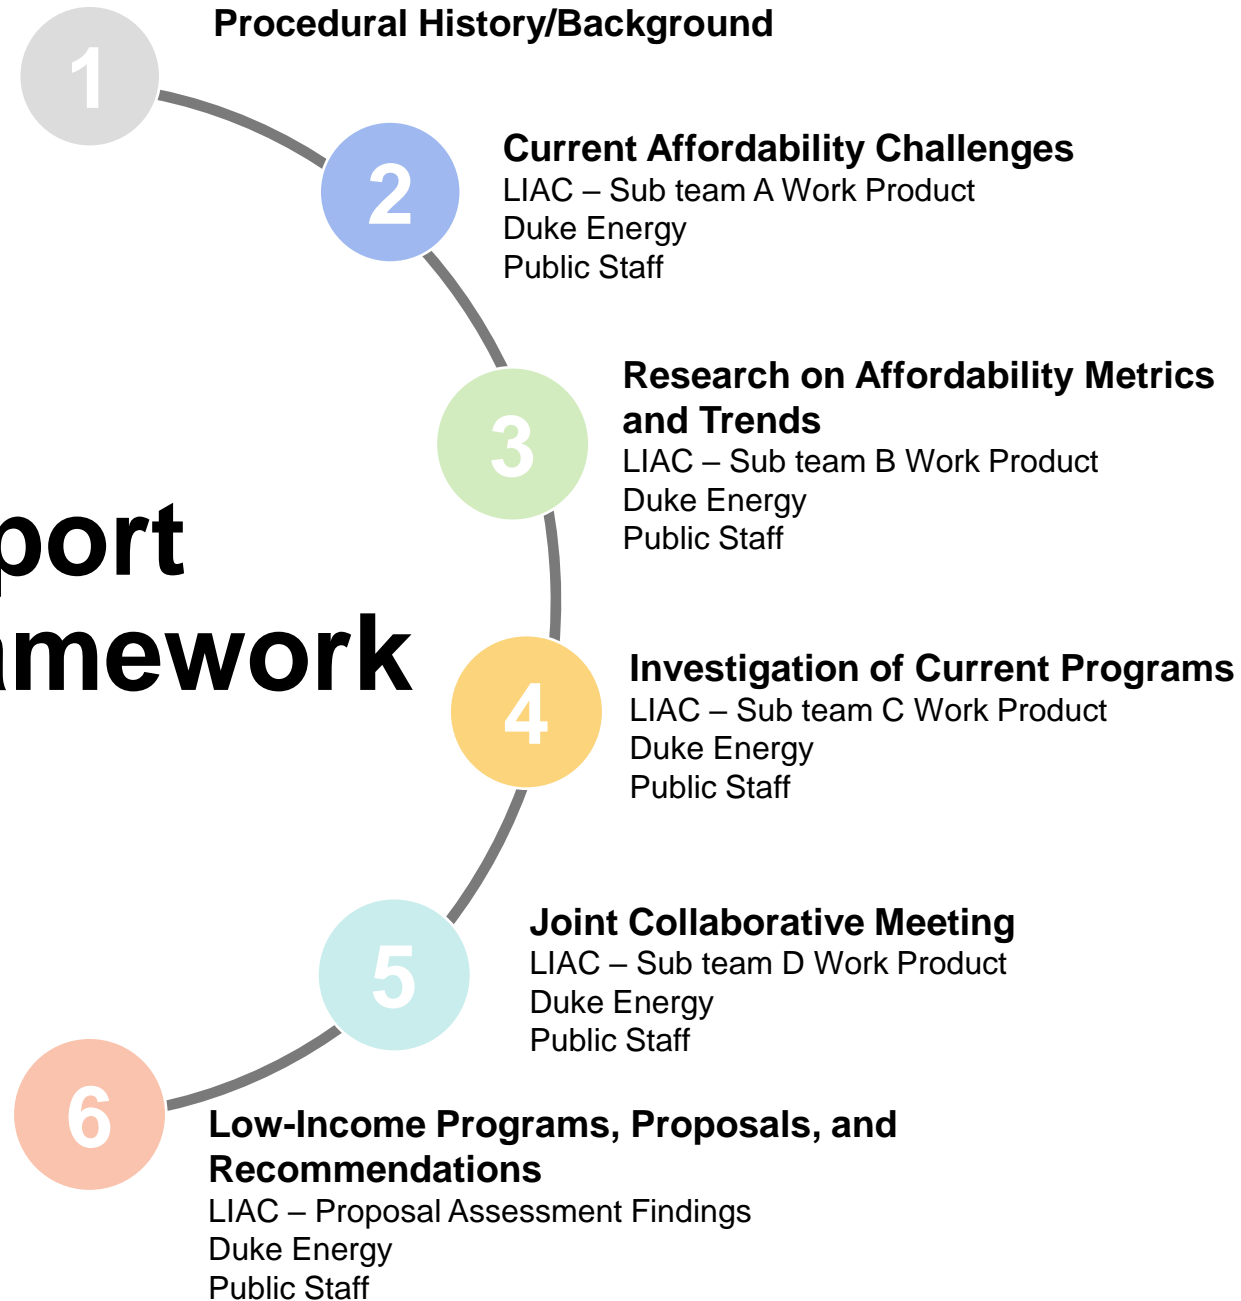 1
Procedural History/Background
2
Current Affordability Challenges
LIAC – Sub team A Work Product
Duke Energy
Public Staff
3
Research on Affordability Metrics
and Trends
LIAC – Sub team B Work Product
Duke Energy
Public Staff
port
amework
4
Investigation of Current Programs
LIAC – Sub team C Work Product
Duke Energy
Public Staff
5
Joint Collaborative Meeting
LIAC – Sub team D Work Product
Duke Energy
Public Staff
6
Low-Income Programs, Proposals, and
Recommendations
LIAC – Proposal Assessment Findings
Duke Energy
Public Staff